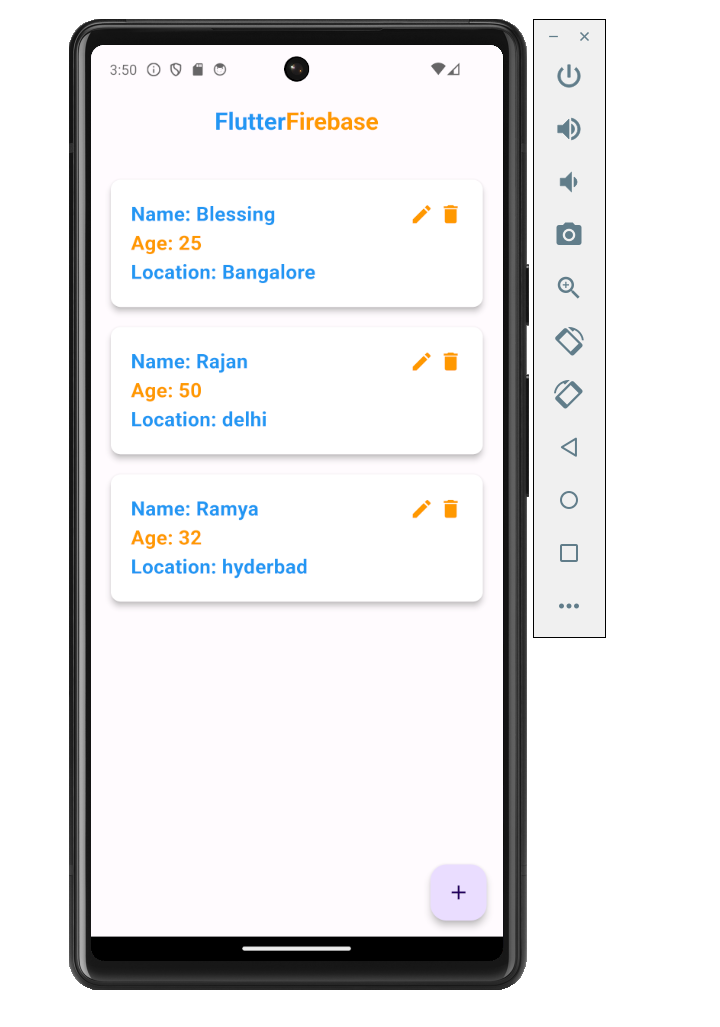 3:50
FlutterFirebase
Name: Blessing
Age: 25
Location: Bangalore
Name: Rajan
Age: 50
Location: delhi
Name: Ramya
Age: 32
Location: hyderbad